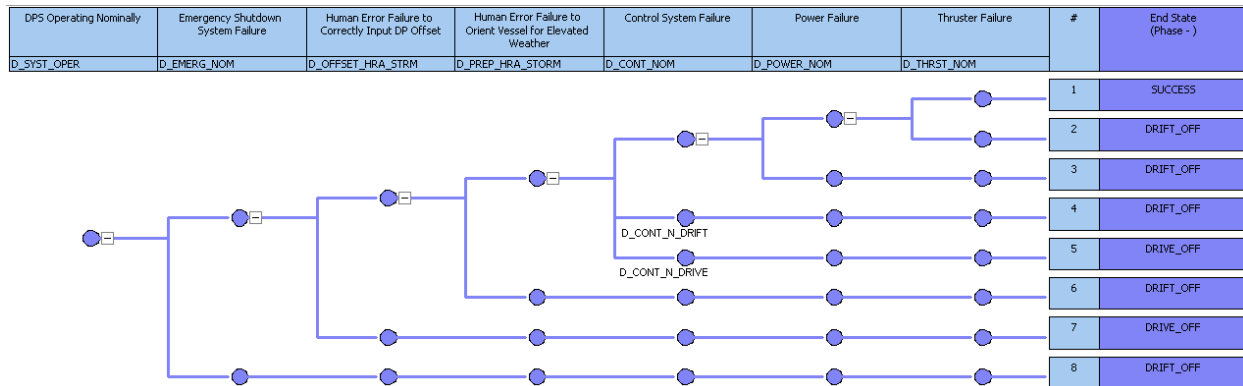 DPS Operating Nominally
Emergency Shutdown
System Failure
Human Error Failure to
Correctly Input DP Offset
Human Error Failure to
Orient Vessel for Elevated
Weather
Control System Failure
Power Failure
Thruster Failure
#
End State
(Phase - )
D_SYST_OPER
D_EMERG_NOM
D_OFFSET_HRA_STRM
D_PREP_HRA_STORM
D_CONT_NOM
D_POWER_NOM
D_THRST_NOM
1 SUCCESS
2 DRIFT_OFF
3 DRIFT_OFF
4 DRIFT_OFF
D_CONT_N_DRIFT
5 DRIVE_OFF
D_CONT_N_DRIVE
6 DRIFT_OFF
7 DRIVE_OFF
8 DRIFT_OFF